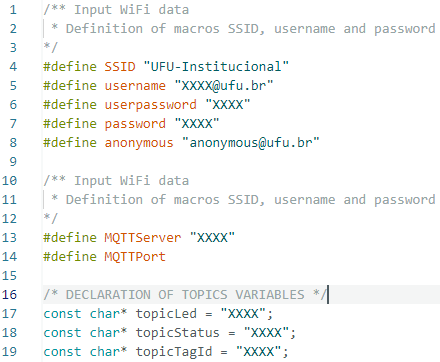 1 /** Input WiFi data
2 * Definition of macros SSID, username and password
3 */
4 #define SSID "UFU-Institucional"
5 #define username "XXXX@ufu.br"
6 #define userpassword "XXXX"
7 #define password "XXXX"
8 #define anonymous "anonymous@ufu.br"
9
10 /** Input WiFi data
11 * Definition of macros SSID, username and password
12 */
13 #define MQTTServer "XXXX"
14 #define MQTTPort
15
16 /* DECLARATION OF TOPICS VARIABLES */
17 const char* topicLed = "XXXX";
18 const char* topicStatus = "XXXX";
19 const char* topicTagId = "XXXX";